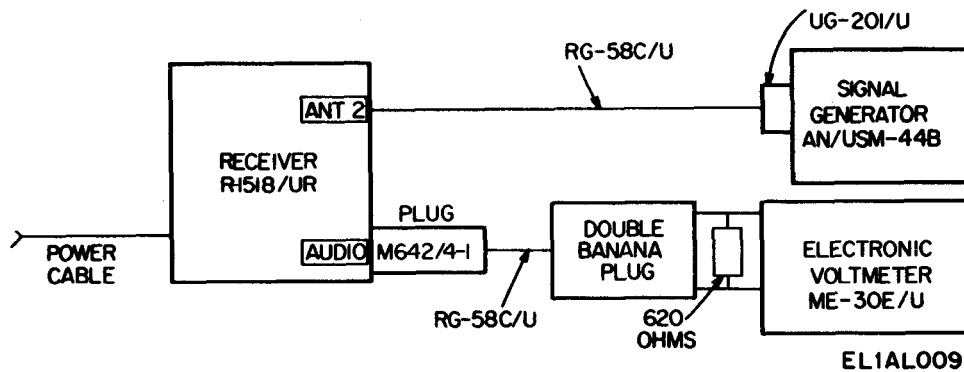 UG-201/U
RG-58C/U
ANT 2
SIGNAL
GENERATOR
AN/USM-44B
RECEIVER
R-1518/UR
PLUG
POWER
CABLE
AUDIO
M642/4-1
DOUBLE
BANANA
PLUG
ELECTRONIC
VOLTMETER
ME-30E/U
RG-58C/U
620
OHMS
EL1AL009